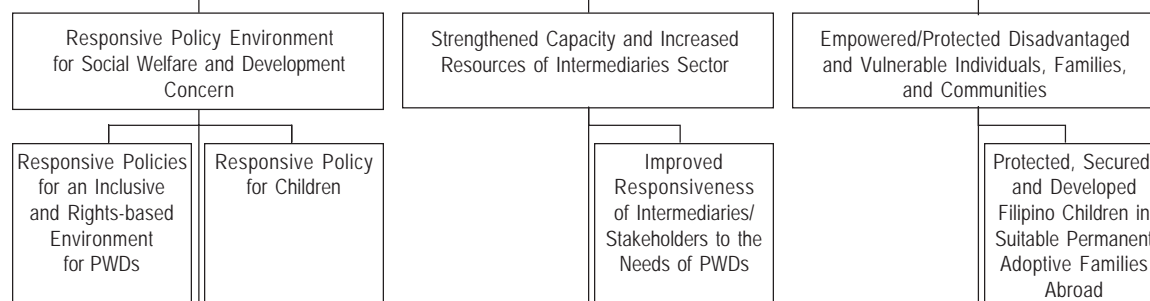 Responsive Policy Environment
for Social Welfare and Development
Concern
Strengthened Capacity and Increased
Resources of Intermediaries Sector
Empowered/Protected Disadvantaged
and Vulnerable Individuals, Families,
and Communities
Responsive Policies
for an Inclusive
and Rights-based
Environment
for PWDs
Responsive Policy
for Children
Improved
Responsiveness
of Intermediaries/
Stakeholders to the
Needs of PWDs
Protected, Secured
and Developed
Filipino Children in
Suitable Permanent
Adoptive Families
Abroad